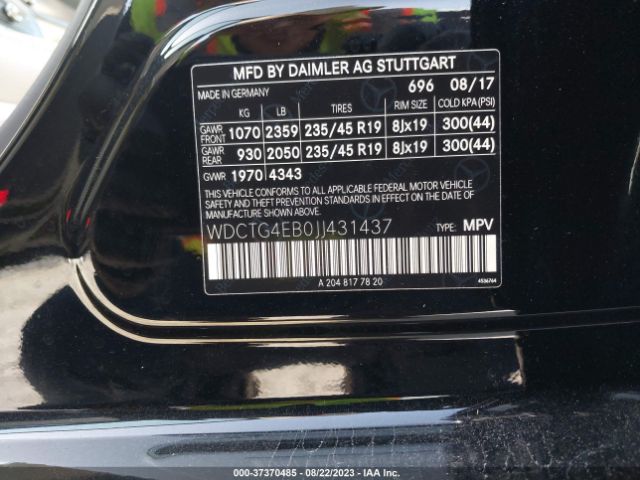 MFD BY DAIMLER AG STUTTGART
MADE IN GERMANY 696 08/17
KG LB TIRES RIM SIZE COLD KPA(PSI)
GAWR FRONT 1070 2359 235/45 R19 8Jx19 300(44)
GAWR REAR 930 2050 235/45 R19 8Jx19 300(44)
GVWR 1970 4343
THIS VEHICLE CONFORMS TO ALL APPLICABLE FEDERAL MOTOR VEHICLE
SAFETY AND THEFT PREVENTION STANDARDS IN EFFECT ON THE DATE OF
MANUFACTURE SHOWN ABOVE.
WDCTG4EB0JJ431437 TYPE: MPV
A 204 817 78 20
4536764
000-37370485 - 08/22/2023 - IAA Inc.